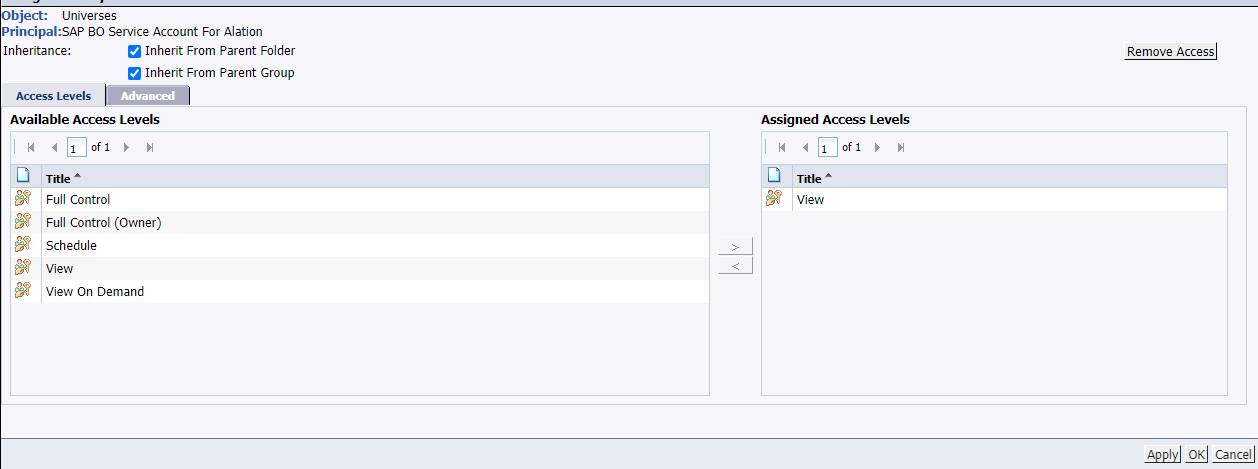 Object: Universes
Principal:SAP BO Service Account For Alation
Inheritance: Inherit From Parent Folder
Remove Access
Inherit From Parent Group
Access Levels Advanced
Available Access Levels
1 of 1
Title
Full Control
Full Control (Owner)
Schedule
View
View On Demand
>
<
Assigned Access Levels
1 of 1
Title
View
Apply OK Cancel